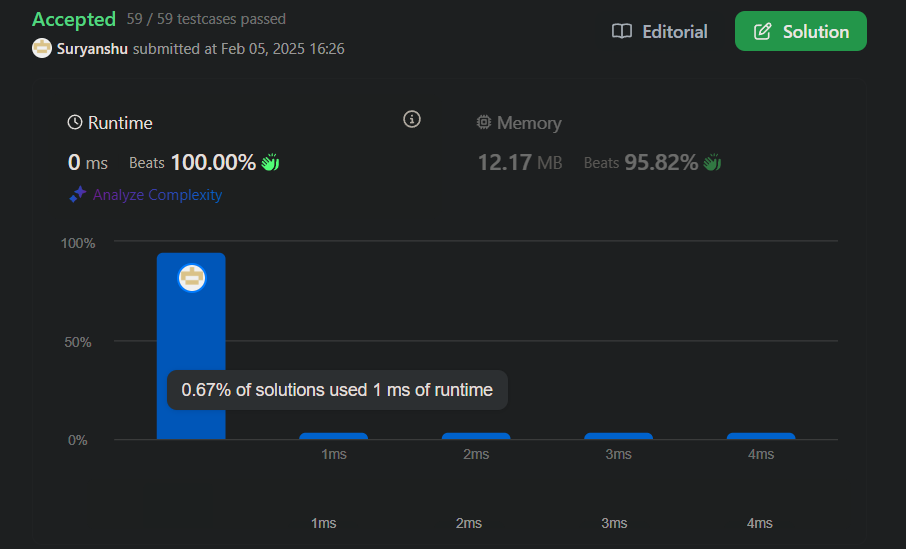 Accepted 59 / 59 testcases passed
Suryanshu submitted at Feb 05, 2025 16:26
Editorial
Solution
Runtime
0 ms Beats 100.00%
Analyze Complexity
Memory
12.17 MB Beats 95.82%
100%
50%
0.67% of solutions used 1 ms of runtime
0%
1ms 2ms 3ms 4ms
1ms 2ms 3ms 4ms